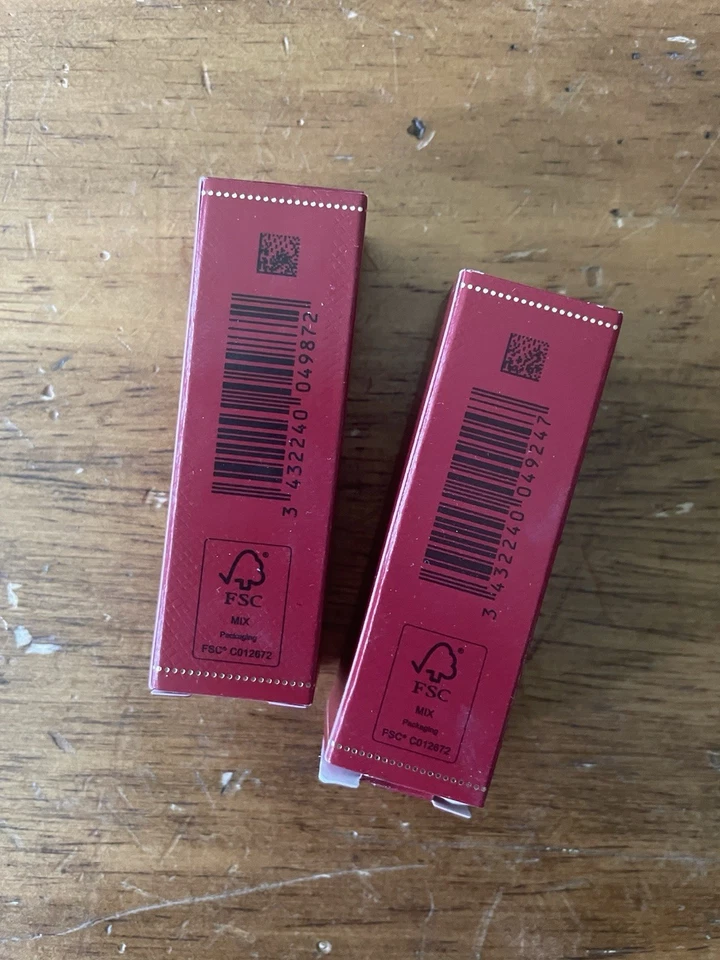 3 432240 049872
FSC
MIX
Packaging
FSC® C012672
3 432240 049247
FSC
MIX
Packaging
FSC® C012672